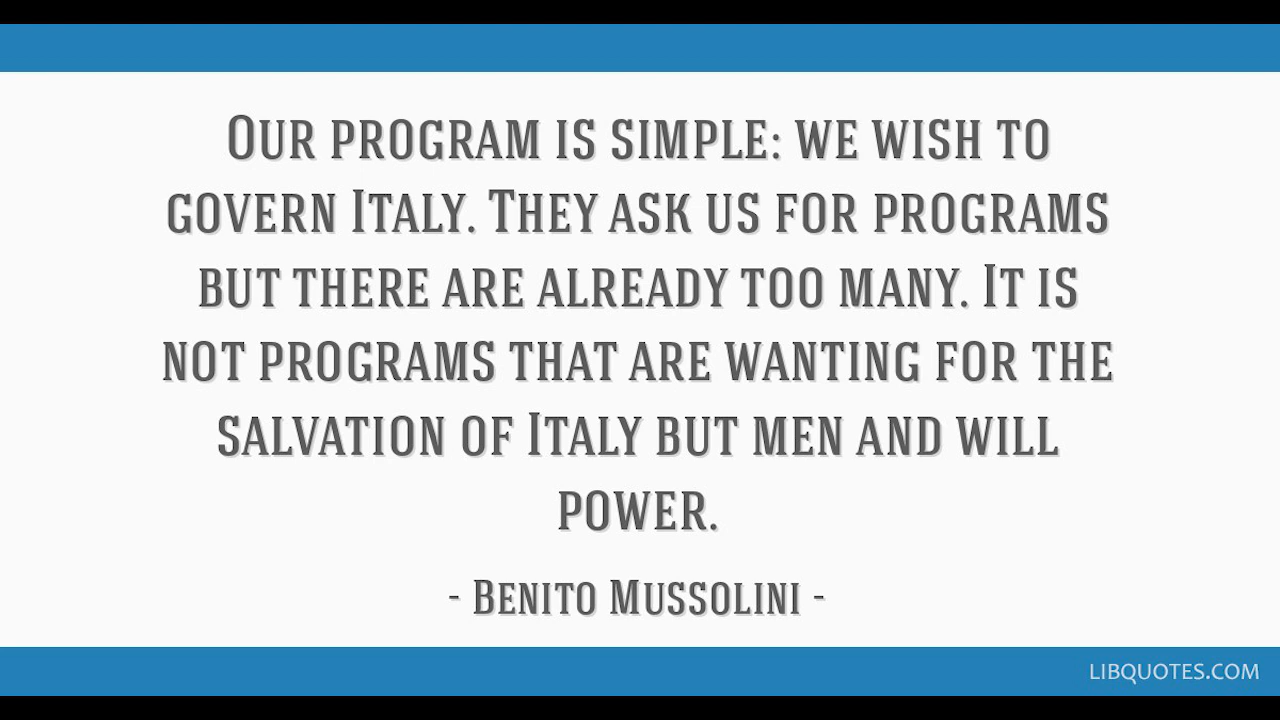 Our program is simple: we wish to
govern Italy. They ask us for programs
but there are already too many. It is
not programs that are wanting for the
salvation of Italy but men and will
power.
- Benito Mussolini -
LIBQUOTES.COM